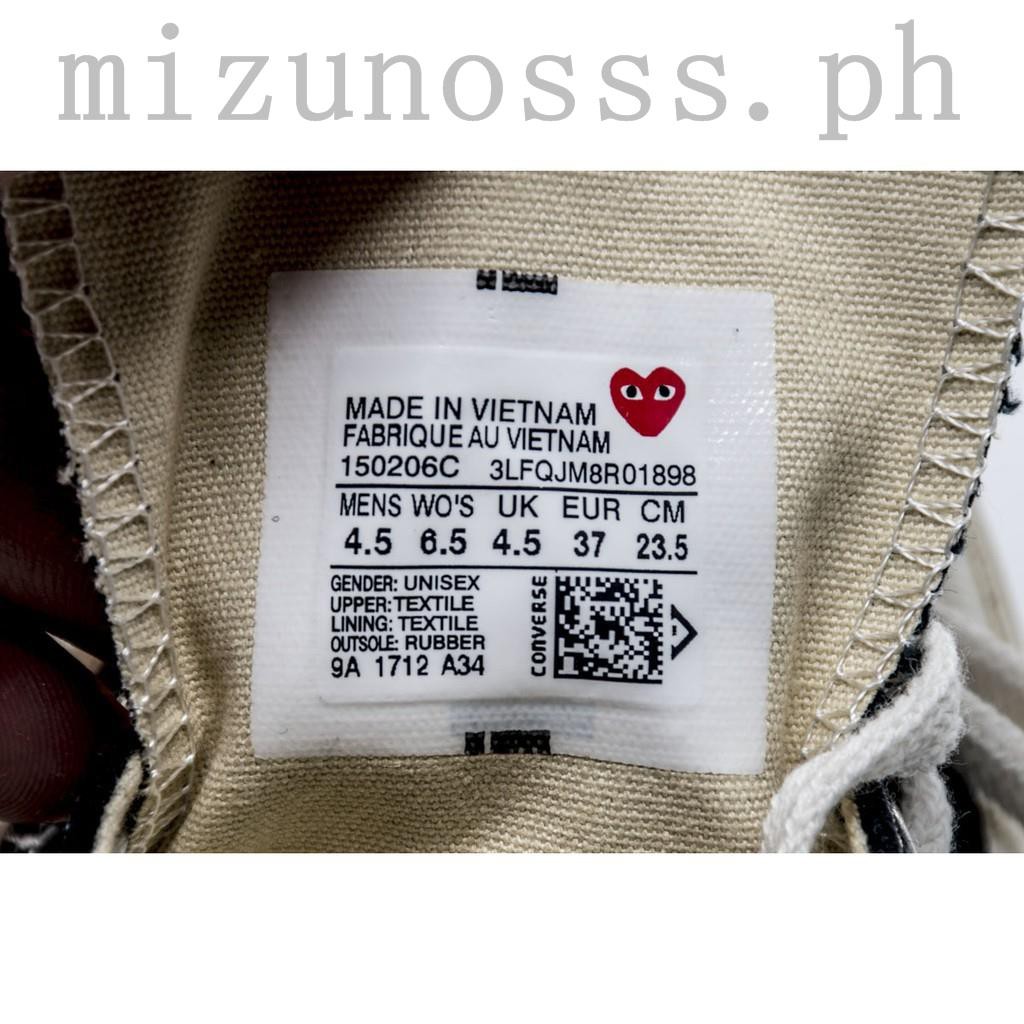 mizunosss.ph
MADE IN VIETNAM
FABRIQUE AU VIETNAM
150206C 3LFQJM8R01898
MENS WO'S UK EUR CM
4.5 6.5 4.5 37 23.5
GENDER: UNISEX
UPPER: TEXTILE
LINING: TEXTILE
OUTSOLE: RUBBER
9A 1712 A34
CONVERSE